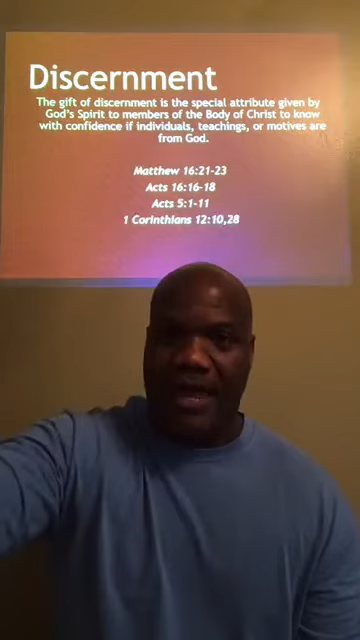 Discernment
The gift of discernment is the special attribute given by
God's Spirit to members of the Body of Christ to know
with confidence if individuals, teachings, or motives are
from God.
Matthew 16:21-23
Acts 16:16-18
Acts 5:1-11
1 Corinthians 12:10,28